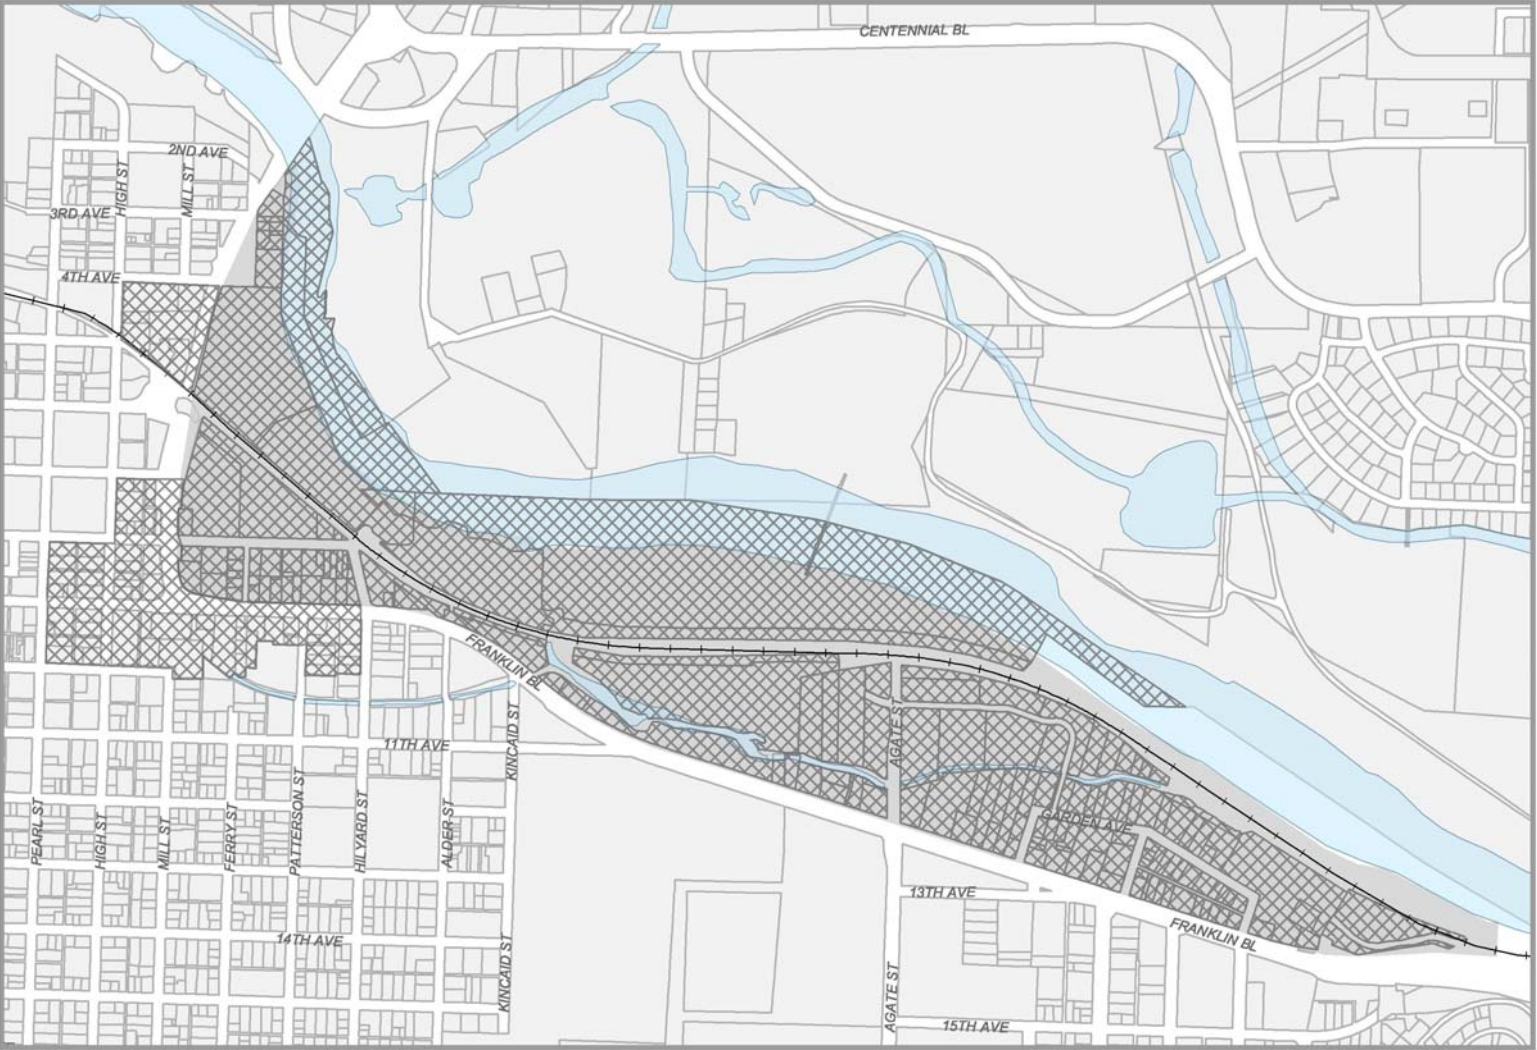 CENTENNIAL BL
2ND AVE
HIGH ST
MILL ST
3RD AVE
4TH AVE
FRANKLIN BL
AGATE ST
KINCAID ST
11TH AVE
PEARL ST
HIGH ST
MILL ST
FERRY ST
PATTERSON ST
HILYARD ST
ALDER ST
GARDEN AVE
13TH AVE
FRANKLIN BL
14TH AVE
KINCAID ST
AGATE ST
15TH AVE